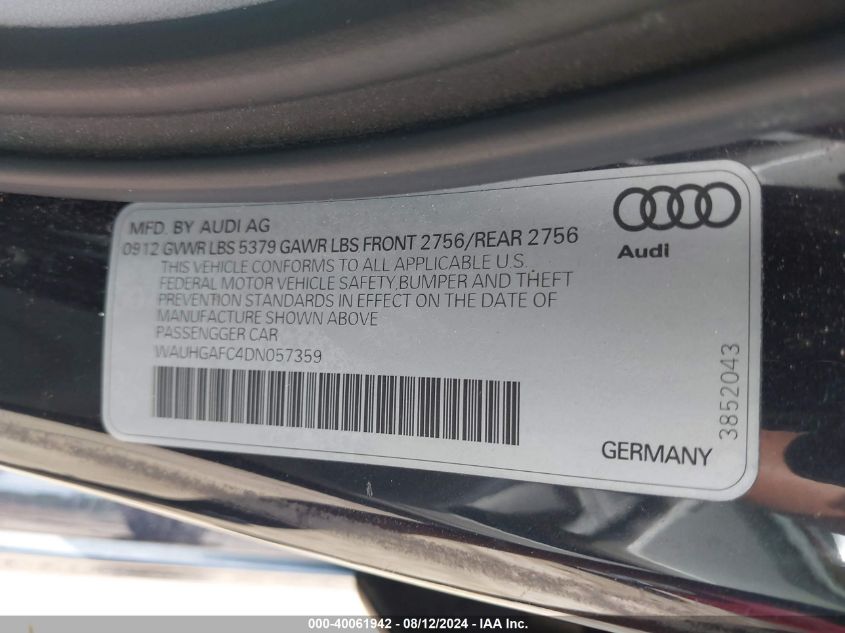 MFD. BY AUDI AG
0912 GVWR LBS 5379 GAWR LBS FRONT 2756/REAR 2756
THIS VEHICLE CONFORMS TO ALL APPLICABLE U.S.
FEDERAL MOTOR VEHICLE SAFETY,BUMPER AND THEFT
PREVENTION STANDARDS IN EFFECT ON THE DATE OF
MANUFACTURE SHOWN ABOVE
PASSENGGER CAR
WAUHGAFC4DN057359
Audi
3852043
GERMANY
000-40061942 - 08/12/2024 - IAAI.com